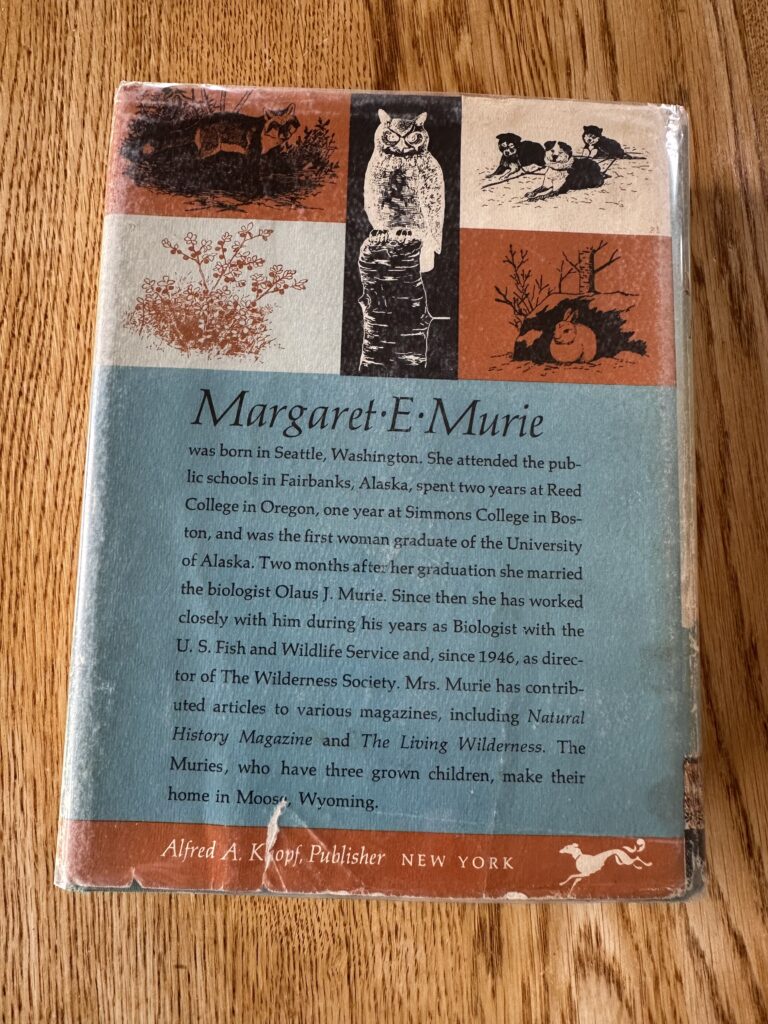 Margaret·E·Murie
was born in Seattle, Washington. She attended the pub-
lic schools in Fairbanks, Alaska, spent two years at Reed
College in Oregon, one year at Simmons College in Bos-
ton, and was the first woman graduate of the University
of Alaska. Two months after her graduation she married
the biologist Olaus J. Murie. Since then she has worked
closely with him during his years as Biologist with the
U. S. Fish and Wildlife Service and, since 1946, as direc-
tor of The Wilderness Society. Mrs. Murie has contrib-
uted articles to various magazines, including Natural
History Magazine and The Living Wilderness. The
Muries, who have three grown children, make their
home in Moose, Wyoming.
Alfred A. Knopf, Publisher NEW YORK